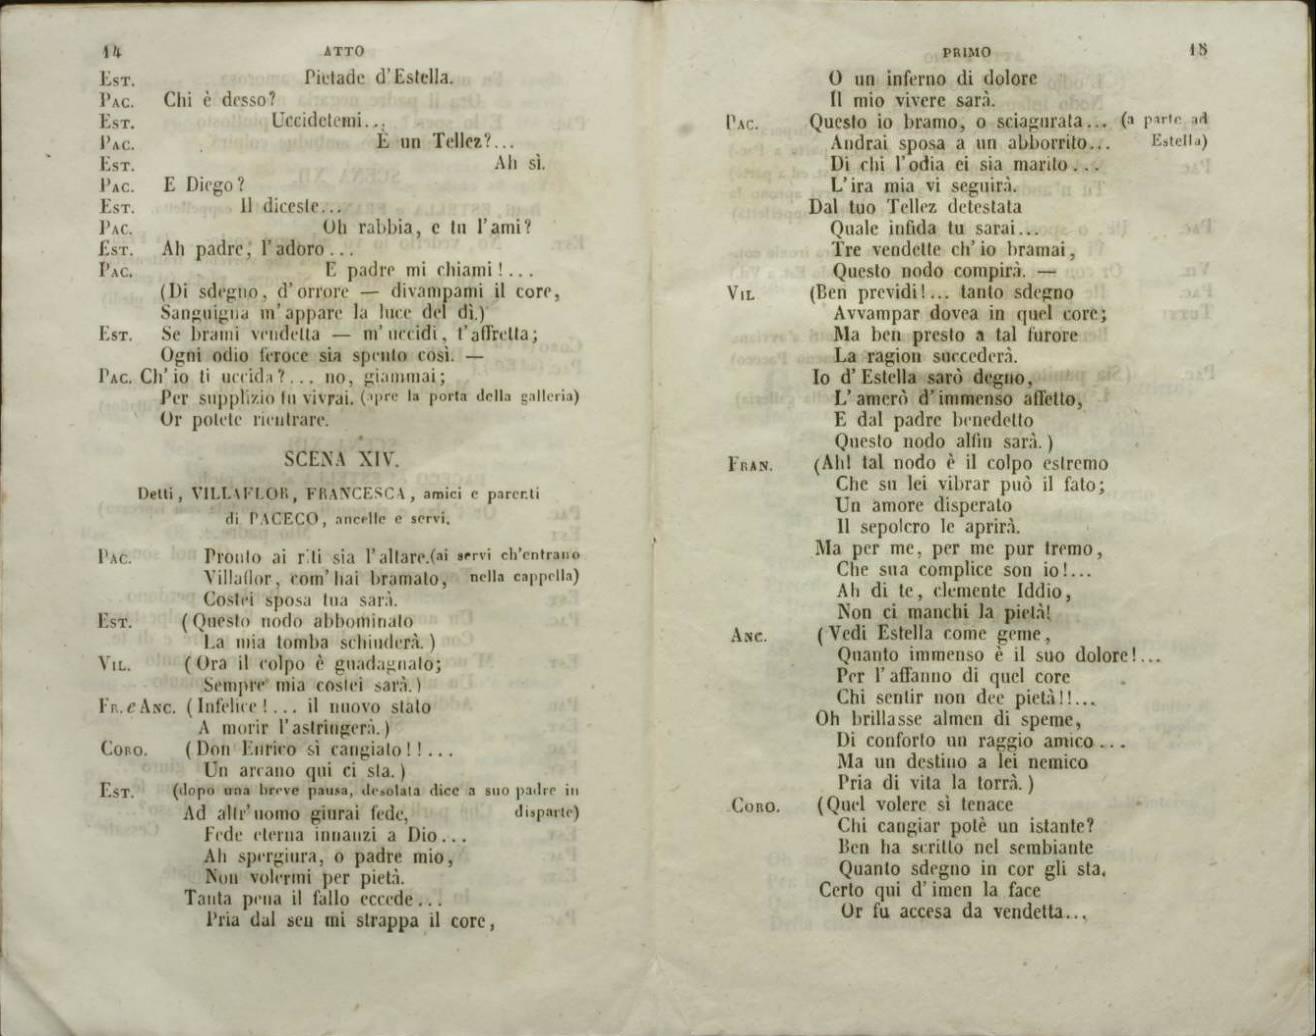 14 ATTO
EST. Pietade d'Estella.
PAC. Chi è desso?
EST. Uccidetemi...
PAC. È un Tellez?...
EST. Ah sì.
PAC. E Diego?
EST. Il diceste...
PAC. Oh rabbia, e tu l'ami?
EST. Ah padre, l'adoro...
PAC. E padre mi chiami!...
(Di sdegno, d'orrore — divampami il core,
Sanguigna m'appare la luce del dì.)
EST. Se brami vendetta — m'uccidi, t'affretta;
Ogni odio feroce sia spento così. —
PAC. Ch'io ti uccida?... no, giammai;
Per supplizio tu vivrai. (apre la porta della galleria)
Or potete rientrare.
SCENA XIV.
Detti, VILLAFLOR, FRANCESCA, amici e parenti
di PACECO, ancelle e servi.
PAC. Pronto ai riti sia l'altare. (ai servi ch'entrano
Villaflor, com'hai bramato, nella cappella)
Costei sposa tua sarà.
EST. (Questo nodo abbominato
La mia tomba schiuderà.)
VIL. (Ora il colpo è guadagnato;
Sempre mia costei sarà.)
FR. e ANC. (Infelice!... il nuovo stato
A morir l'astringerà.)
CORO. (Don Enrico sì cangiato!!...
Un arcano qui ci sta.)
EST. (dopo una breve pausa, desolata dice a suo padre in
Ad altr'uomo giurai fede, disparte)
Fede eterna innanzi a Dio...
Ah spergiura, o padre mio,
Non volermi per pietà.
Tanta pena il fallo eccede...
Pria dal sen mi strappa il core,
PRIMO 15
O un inferno di dolore
Il mio vivere sarà.
PAC. Questo io bramo, o sciagurata... (a parte ad
Andrai sposa a un abborrito... Estella)
Di chi l'odia ei sia marito...
L'ira mia vi seguirà.
Dal tuo Tellez detestata
Quale infida tu sarai...
Tre vendette ch'io bramai,
Questo nodo compirà. —
VIL (Ben previdi!... tanto sdegno
Avvampar dovea in quel core;
Ma ben presto a tal furore
La ragion succederà.
Io d'Estella sarò degno,
L'amerò d'immenso affetto,
E dal padre benedetto
Questo nodo alfin sarà.)
FRAN. (Ah! tal nodo è il colpo estremo
Che su lei vibrar può il fato;
Un amore disperato
Il sepolcro le aprirà.
Ma per me, per me pur tremo,
Che sua complice son io!...
Ah di te, clemente Iddio,
Non ci manchi la pietà!
ANC. (Vedi Estella come geme,
Quanto immenso è il suo dolore!...
Per l'affanno di quel core
Chi sentir non dee pietà!!...
Oh brillasse almen di speme,
Di conforto un raggio amico...
Ma un destino a lei nemico
Pria di vita la torrà.)
CORO. (Quel volere sì tenace
Chi cangiar potè un istante?
Ben ha scritto nel sembiante
Quanto sdegno in cor gli sta.
Certo qui d'imen la face
Or fu accesa da vendetta...